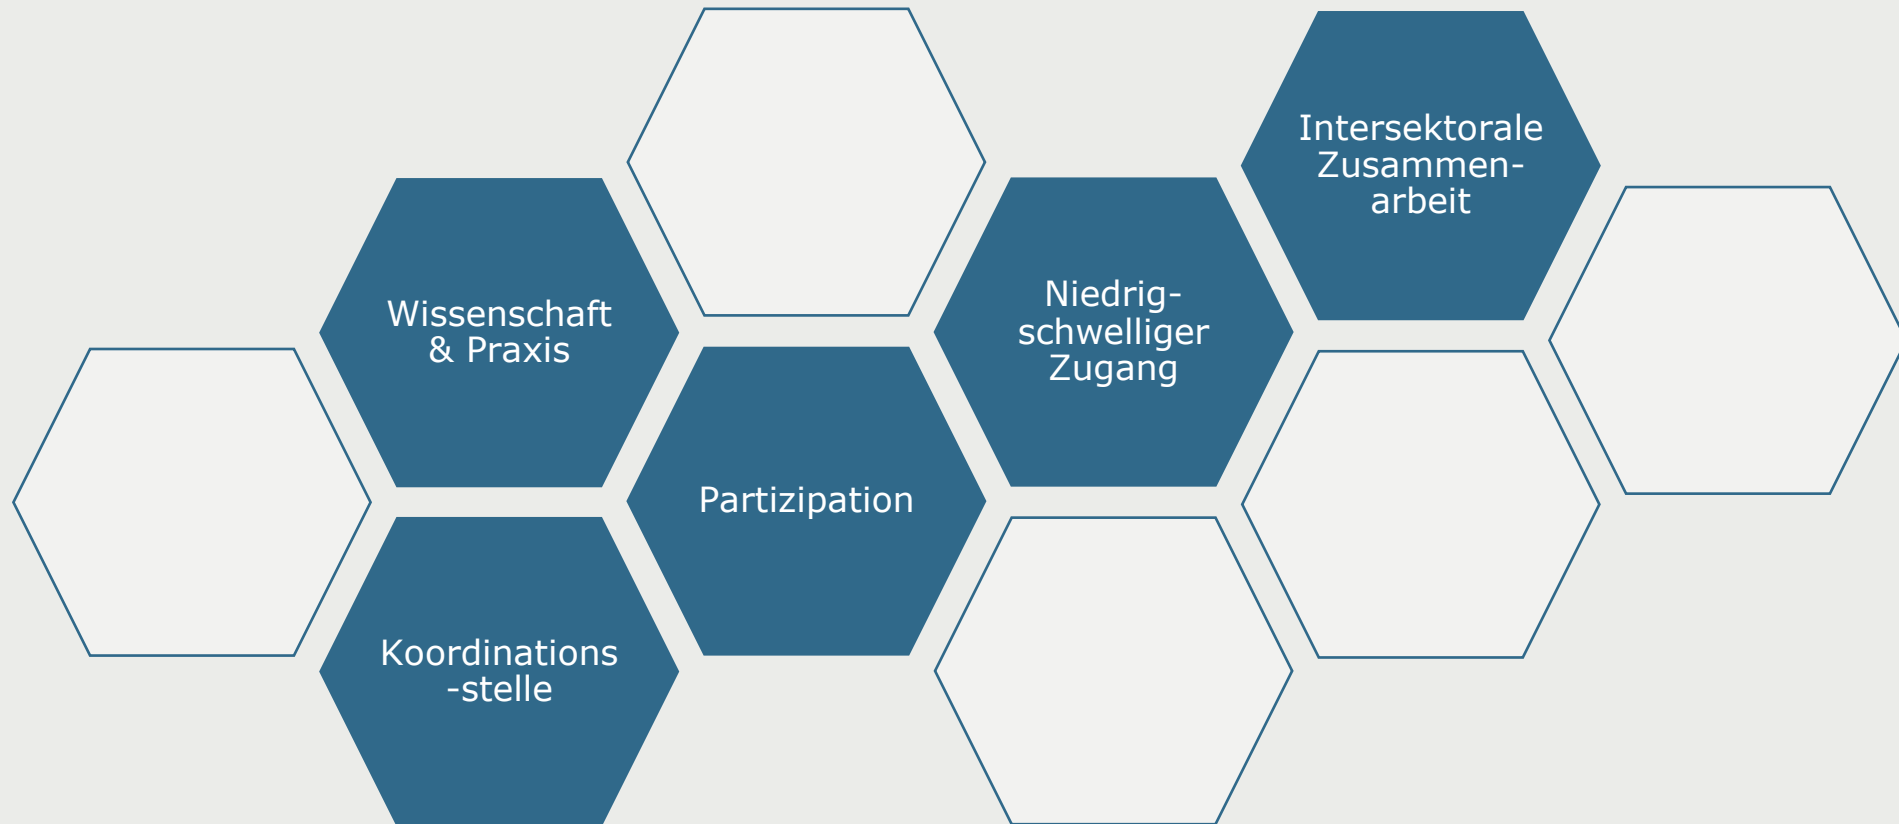 Intersektorale
Zusammen-
arbeit
Wissenschaft
& Praxis
Niedrig-
schwelliger
Zugang
Partizipation
Koordinations
-stelle